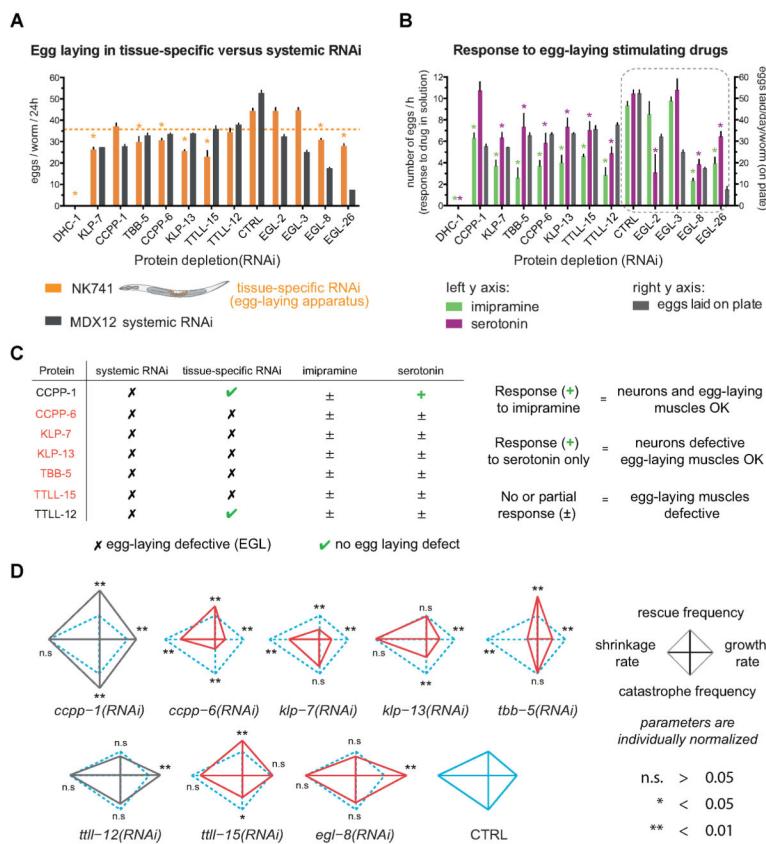 A
Egg laying in tissue-specific versus systemic RNAi
eggs / worm / 24h
60
50
40
30
20
10
0
* * * * * * * * *
DHC-1 KLP-7 CCPP-1 TBB-5 CCPP-6 KLP-13 TTLL-15 TTLL-12 CTRL EGL-2 EGL-3 EGL-8 EGL-26
Protein depletion(RNAi)
NK741 tissue-specific RNAi
(egg-laying apparatus)
MDX12 systemic RNAi
B
Response to egg-laying stimulating drugs
number of eggs / h
(response to drug in solution)
12
10
8
6
4
2
0
eggs laid/day/worm (on plate)
60
50
40
30
20
10
0
DHC-1 CCPP-1 KLP-7 TBB-5 CCPP-6 KLP-13 TTLL-15 TTLL-12 CTRL EGL-2 EGL-3 EGL-8 EGL-26
Protein depletion (RNAi)
left y axis: right y axis:
imipramine eggs laid on plate
serotonin
C
Protein systemic RNAi tissue-specific RNAi imipramine serotonin
CCPP-1 ✗ ✓ ± +
CCPP-6 ✗ ✗ ± ±
KLP-7 ✗ ✗ ± ±
KLP-13 ✗ ✗ ± ±
TBB-5 ✗ ✗ ± ±
TTLL-15 ✗ ✗ ± ±
TTLL-12 ✗ ✓ ± ±
✗ egg-laying defective (EGL) ✓ no egg laying defect
Response (+) to imipramine = neurons and egg-laying muscles OK
Response (+) to serotonin only = neurons defective egg-laying muscles OK
No or partial response (±) = egg-laying muscles defective
D
** ** n.s **
ccpp-1(RNAi)
** ** ** **
ccpp-6(RNAi)
** ** ** n.s
klp-7(RNAi)
n.s ** n.s **
klp-13(RNAi)
** ** ** n.s
tbb-5(RNAi)
n.s ** n.s n.s
ttll-12(RNAi)
** n.s n.s *
ttll-15(RNAi)
n.s ** n.s n.s
egl-8(RNAi)
CTRL
rescue frequency
shrinkage rate
growth rate
catastrophe frequency
parameters are
individually normalized
n.s. > 0.05
* < 0.05
** < 0.01